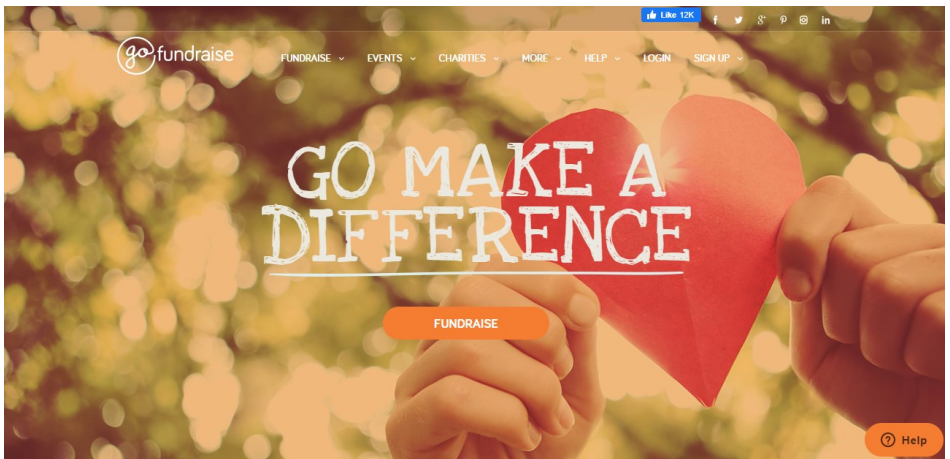 Like 12K
go fundraise
FUNDRAISE EVENTS CHARITIES MORE HELP LOGIN SIGN UP
GO MAKE A
DIFFERENCE
FUNDRAISE
Help